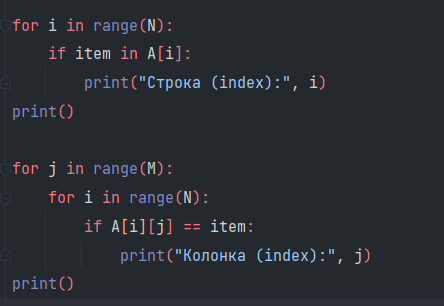 for i in range(N):
    if item in A[i]:
        print("Строка (index):", i)
print()

for j in range(M):
    for i in range(N):
        if A[i][j] == item:
            print("Колонка (index):", j)
print()